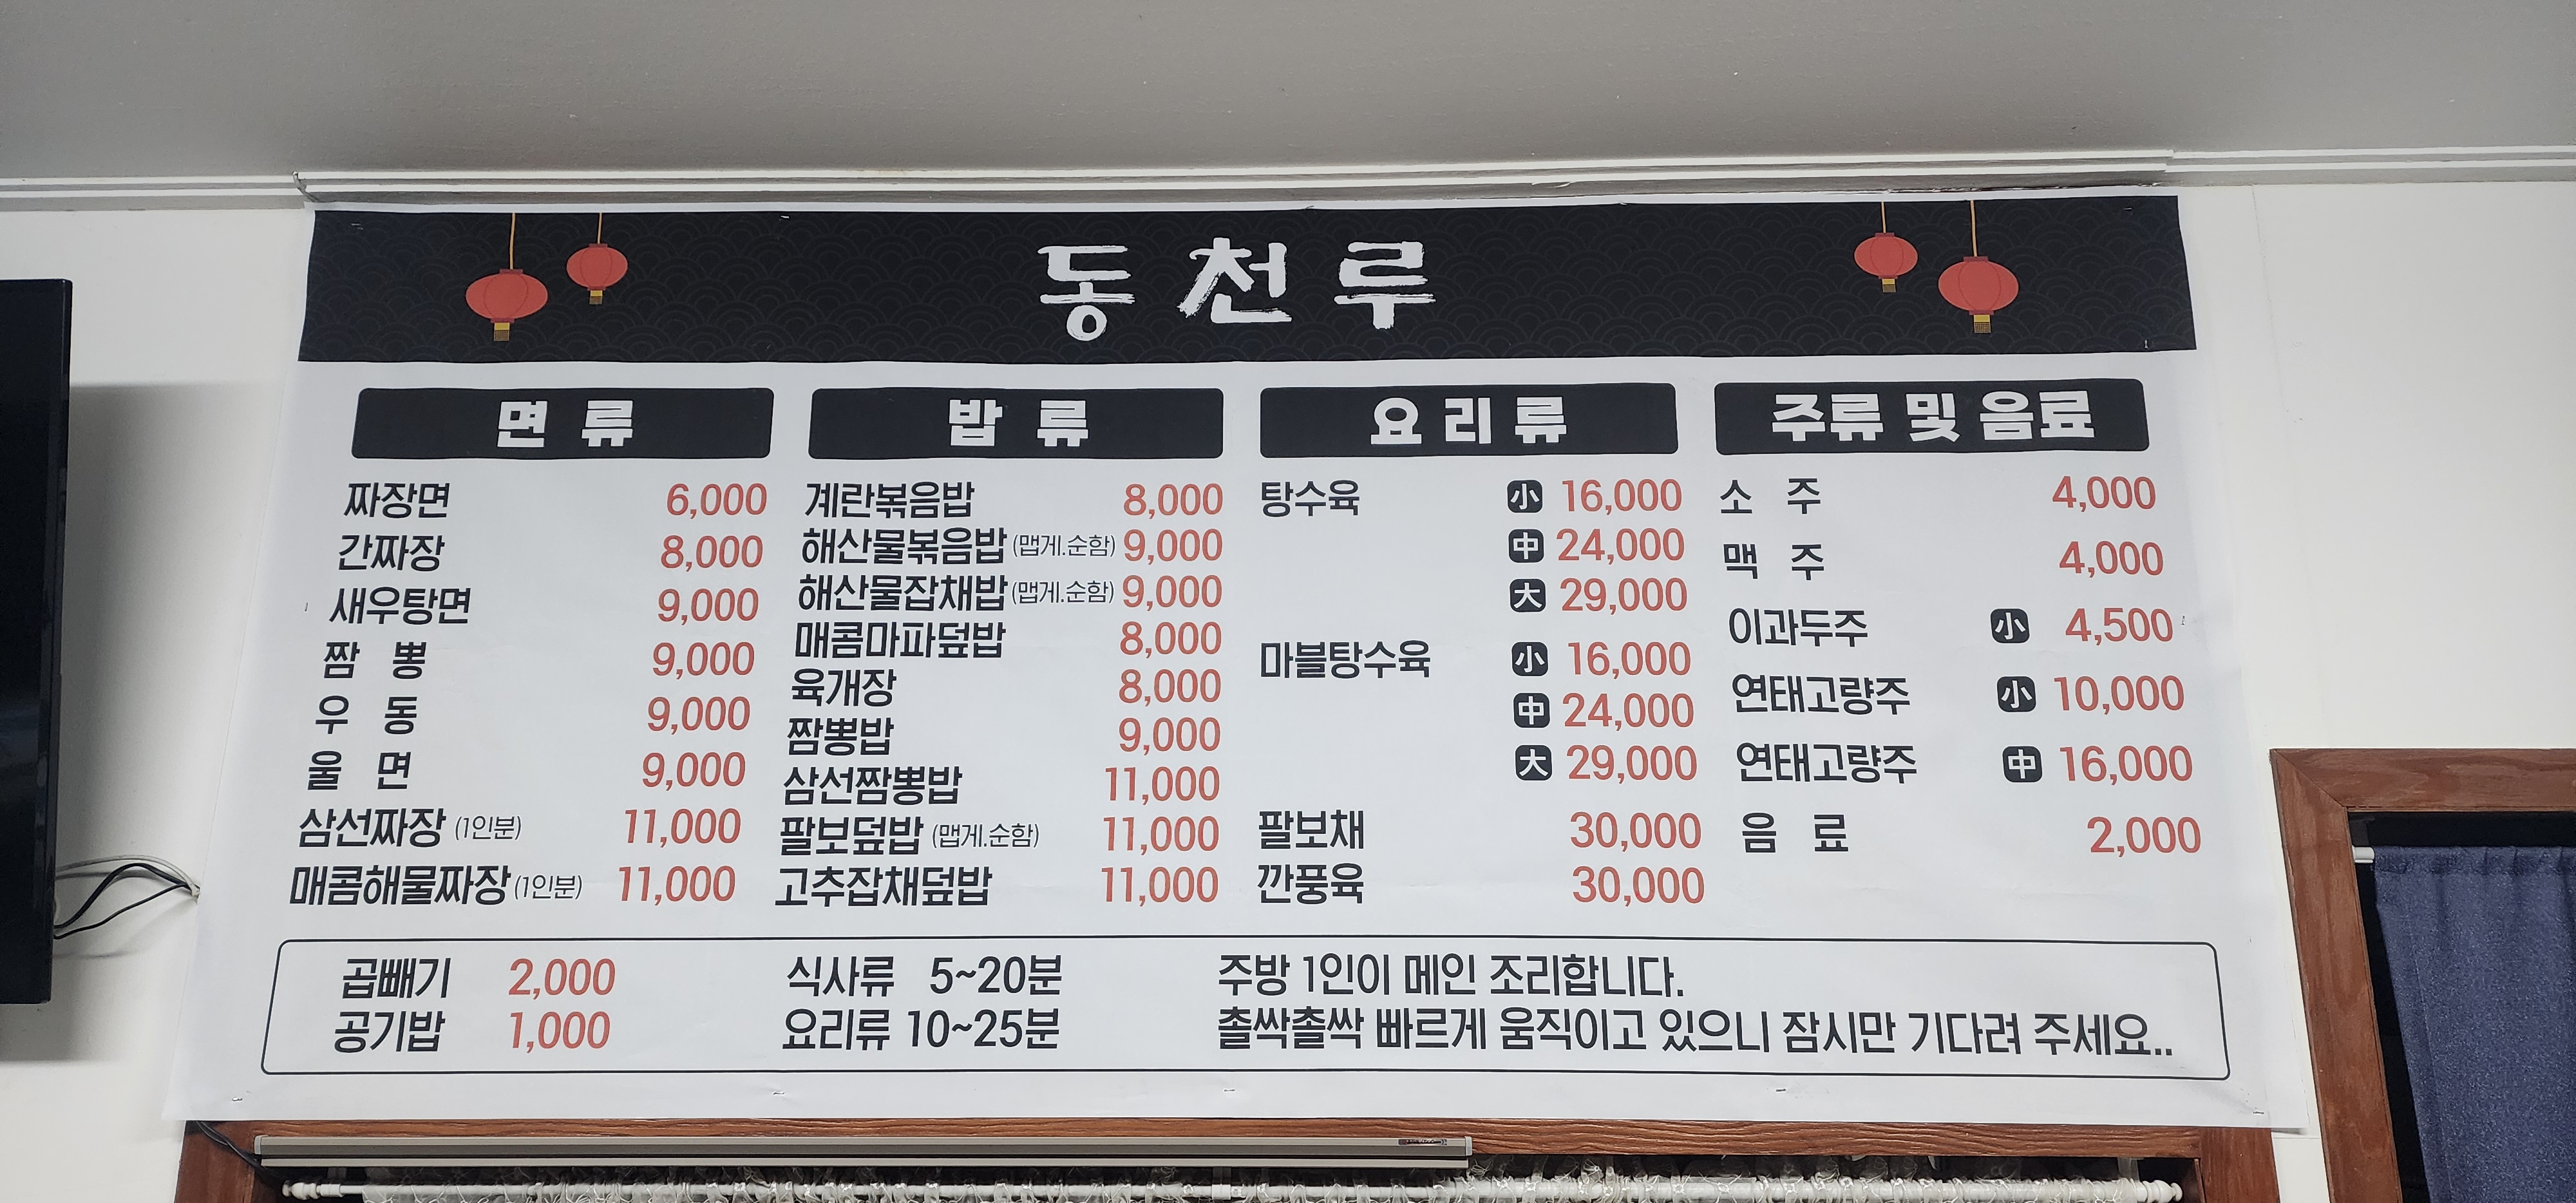 동천루
면 류
짜장면 6,000
간짜장 8,000
새우탕면 9,000
짬 뽕 9,000
우 동 9,000
울 면 9,000
삼선짜장 (1인분) 11,000
매콤해물짜장 (1인분) 11,000
밥 류
계란볶음밥 8,000
해산물볶음밥 (맵게.순함) 9,000
해산물잡채밥 (맵게.순함) 9,000
매콤마파덮밥 8,000
육개장 8,000
짬뽕밥 9,000
삼선짬뽕밥 11,000
팔보덮밥 (맵게.순함) 11,000
고추잡채덮밥 11,000
요리류
탕수육 小 16,000
中 24,000
大 29,000
마블탕수육 小 16,000
中 24,000
大 29,000
팔보채 30,000
깐풍육 30,000
주류 및 음료
소 주 4,000
맥 주 4,000
이과두주 小 4,500
연태고량주 小 10,000
연태고량주 中 16,000
음 료 2,000
곱빼기 2,000
공기밥 1,000
식사류 5~20분
요리류 10~25분
주방 1인이 메인 조리합니다.
촐싹촐싹 빠르게 움직이고 있으니 잠시만 기다려 주세요..